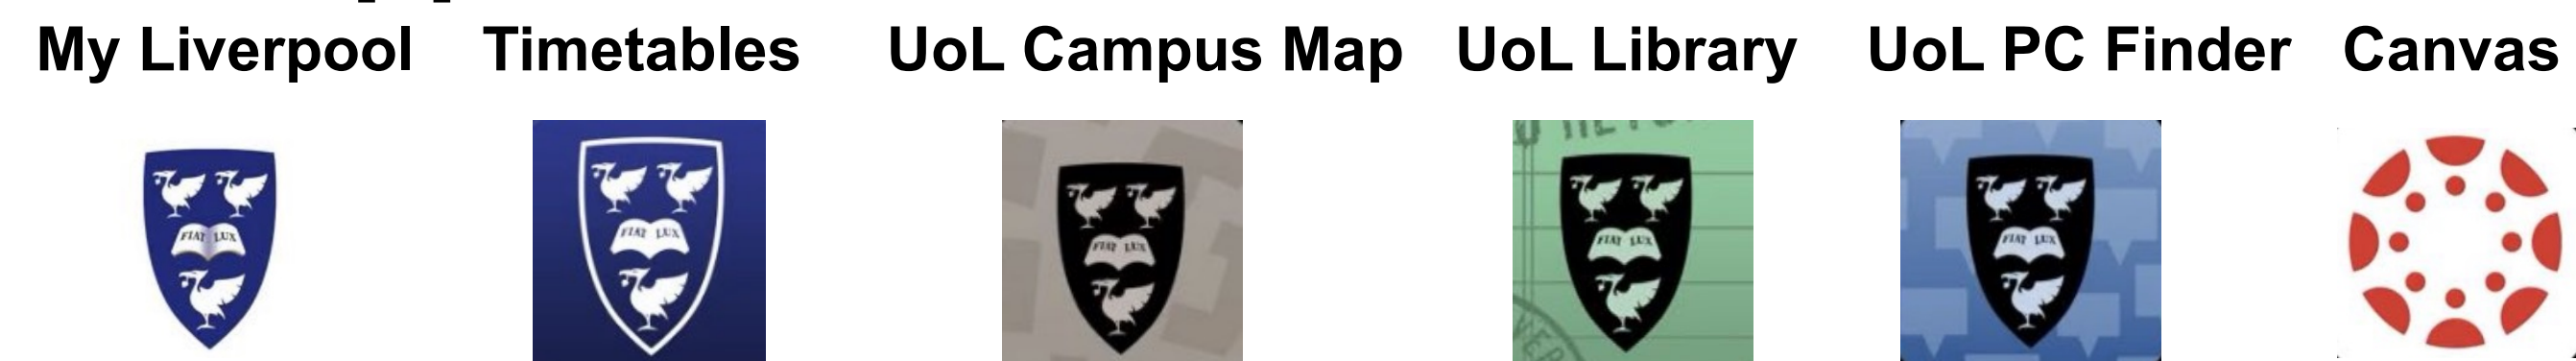 My Liverpool Timetables UoL Campus Map UoL Library UoL PC Finder Canvas
FIAT LUX FIAT LUX FIAT LUX FIAT LUX FIAT LUX